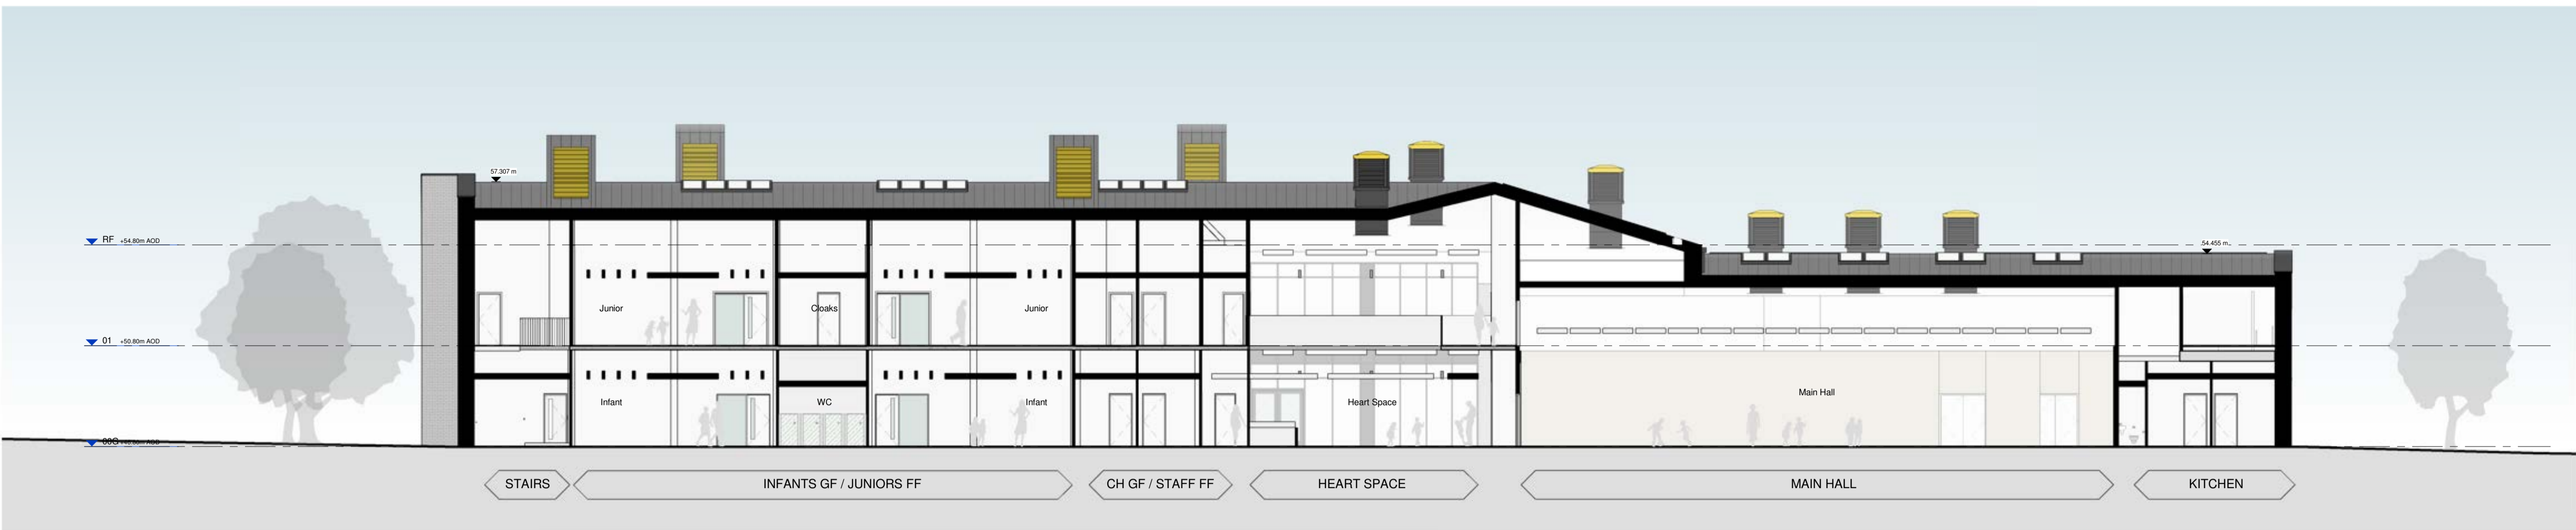 57.307 m
RF +54.80m AOD
54.455 m
Junior
Cloaks
Junior
01 +50.80m AOD
Infant
WC
Infant
Heart Space
Main Hall
STAIRS
INFANTS GF / JUNIORS FF
CH GF / STAFF FF
HEART SPACE
MAIN HALL
KITCHEN